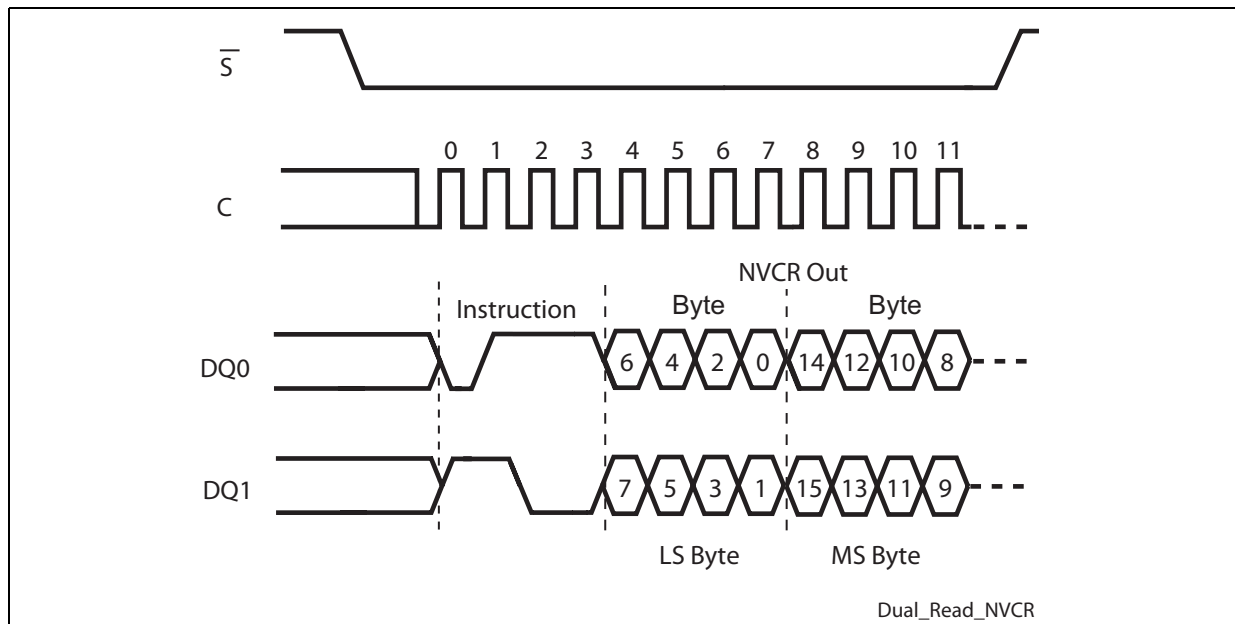 S
0 1 2 3 4 5 6 7 8 9 10 11
C
NVCR Out
Instruction Byte Byte
DQ0 6 4 2 0 14 12 10 8
DQ1 7 5 3 1 15 13 11 9
LS Byte MS Byte
Dual_Read_NVCR